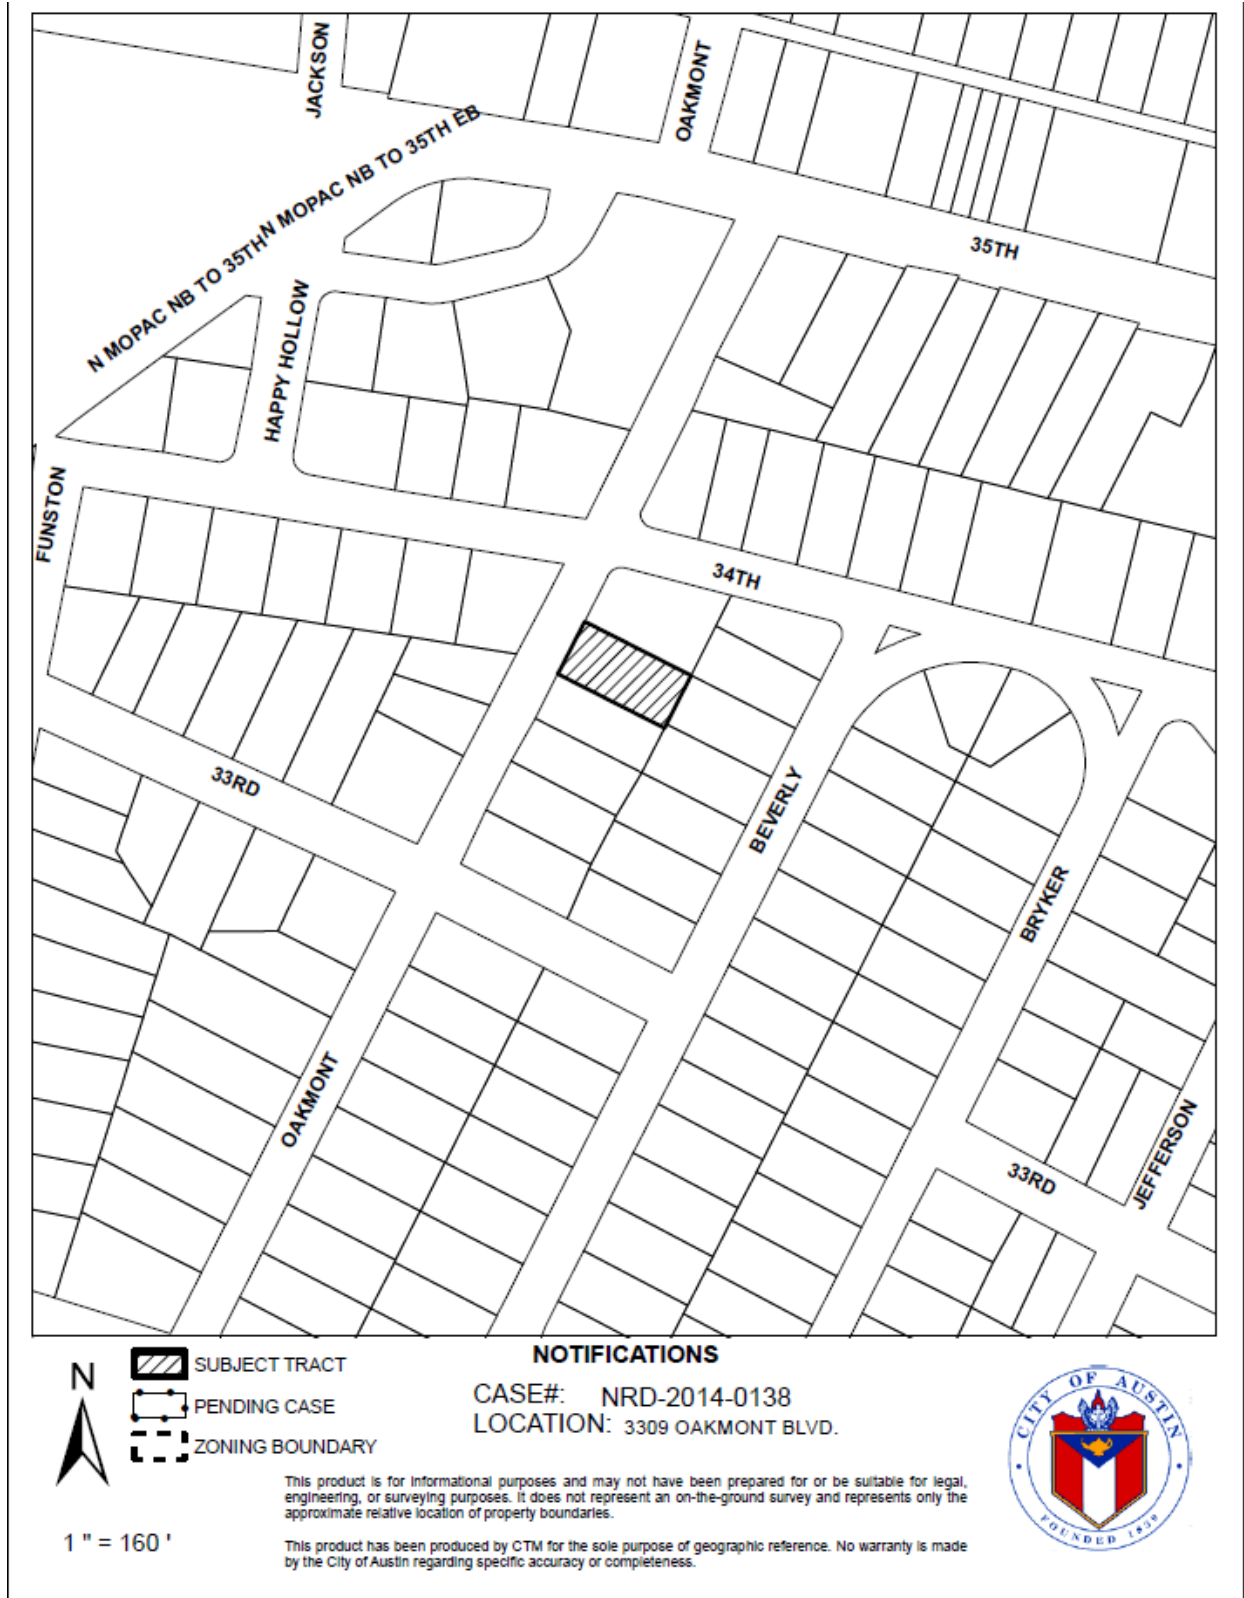 JACKSON
OAKMONT
N MOPAC NB TO 35TH EB
N MOPAC NB TO 35TH
35TH
HAPPY HOLLOW
FUNSTON
34TH
33RD
BEVERLY
BRYKER
OAKMONT
JEFFERSON
33RD
N
SUBJECT TRACT
PENDING CASE
ZONING BOUNDARY
1 " = 160 '
NOTIFICATIONS
CASE#: NRD-2014-0138
LOCATION: 3309 OAKMONT BLVD.
This product is for informational purposes and may not have been prepared for or be suitable for legal,
engineering, or surveying purposes. It does not represent an on-the-ground survey and represents only the
approximate relative location of property boundaries.
This product has been produced by CTM for the sole purpose of geographic reference. No warranty is made
by the City of Austin regarding specific accuracy or completeness.
CITY OF AUSTIN
FOUNDED 1839